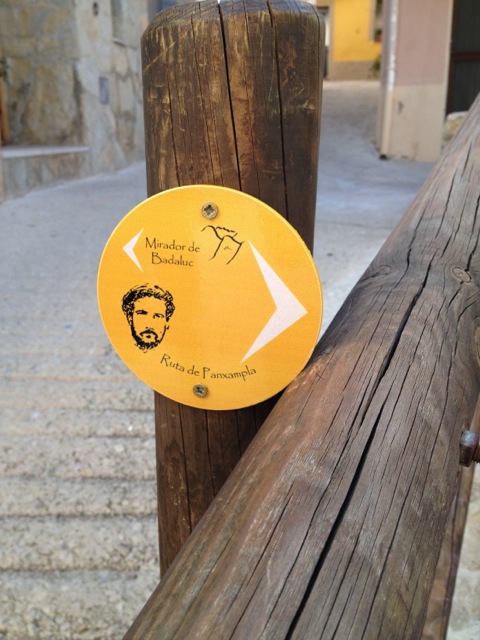 Mirador de
Badaluc
Ruta de Panxampla